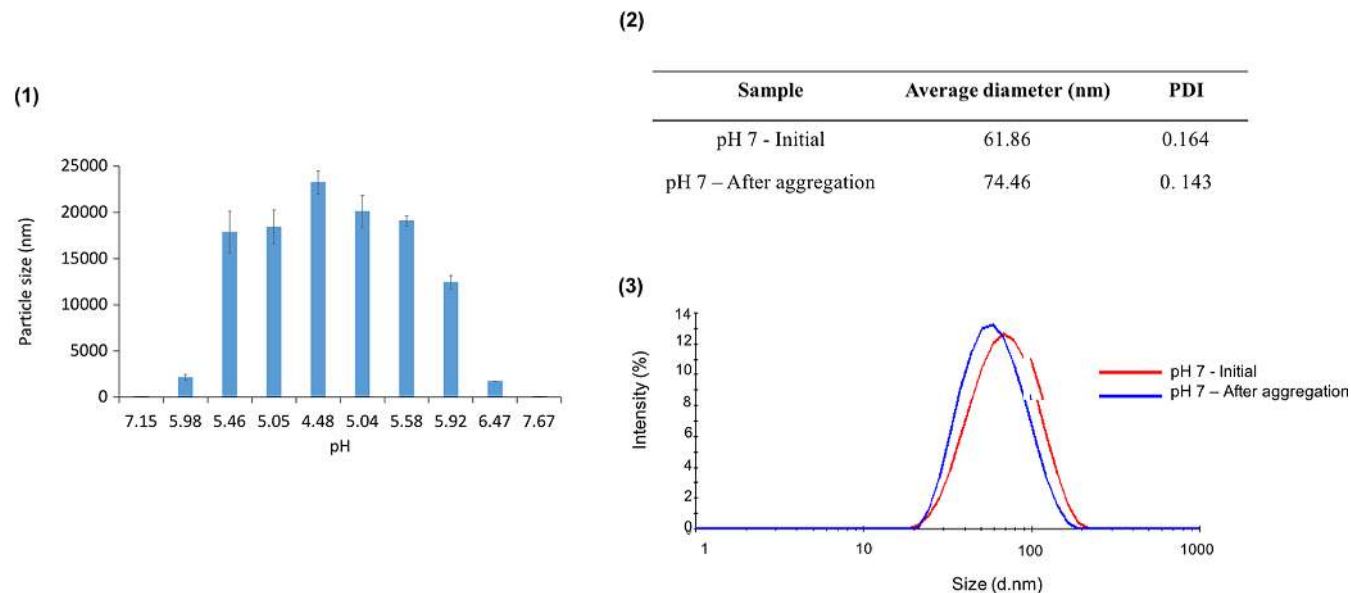 (1)
Particle size (nm)
25000
20000
15000
10000
5000
0
7.15 5.98 5.46 5.05 4.48 5.04 5.58 5.92 6.47 7.67
pH
(2)
Sample Average diameter (nm) PDI
pH 7 - Initial 61.86 0.164
pH 7 – After aggregation 74.46 0. 143
(3)
Intensity (%)
14
12
10
8
6
4
2
0
1 10 100 1000
Size (d.nm)
pH 7 - Initial
pH 7 – After aggregation